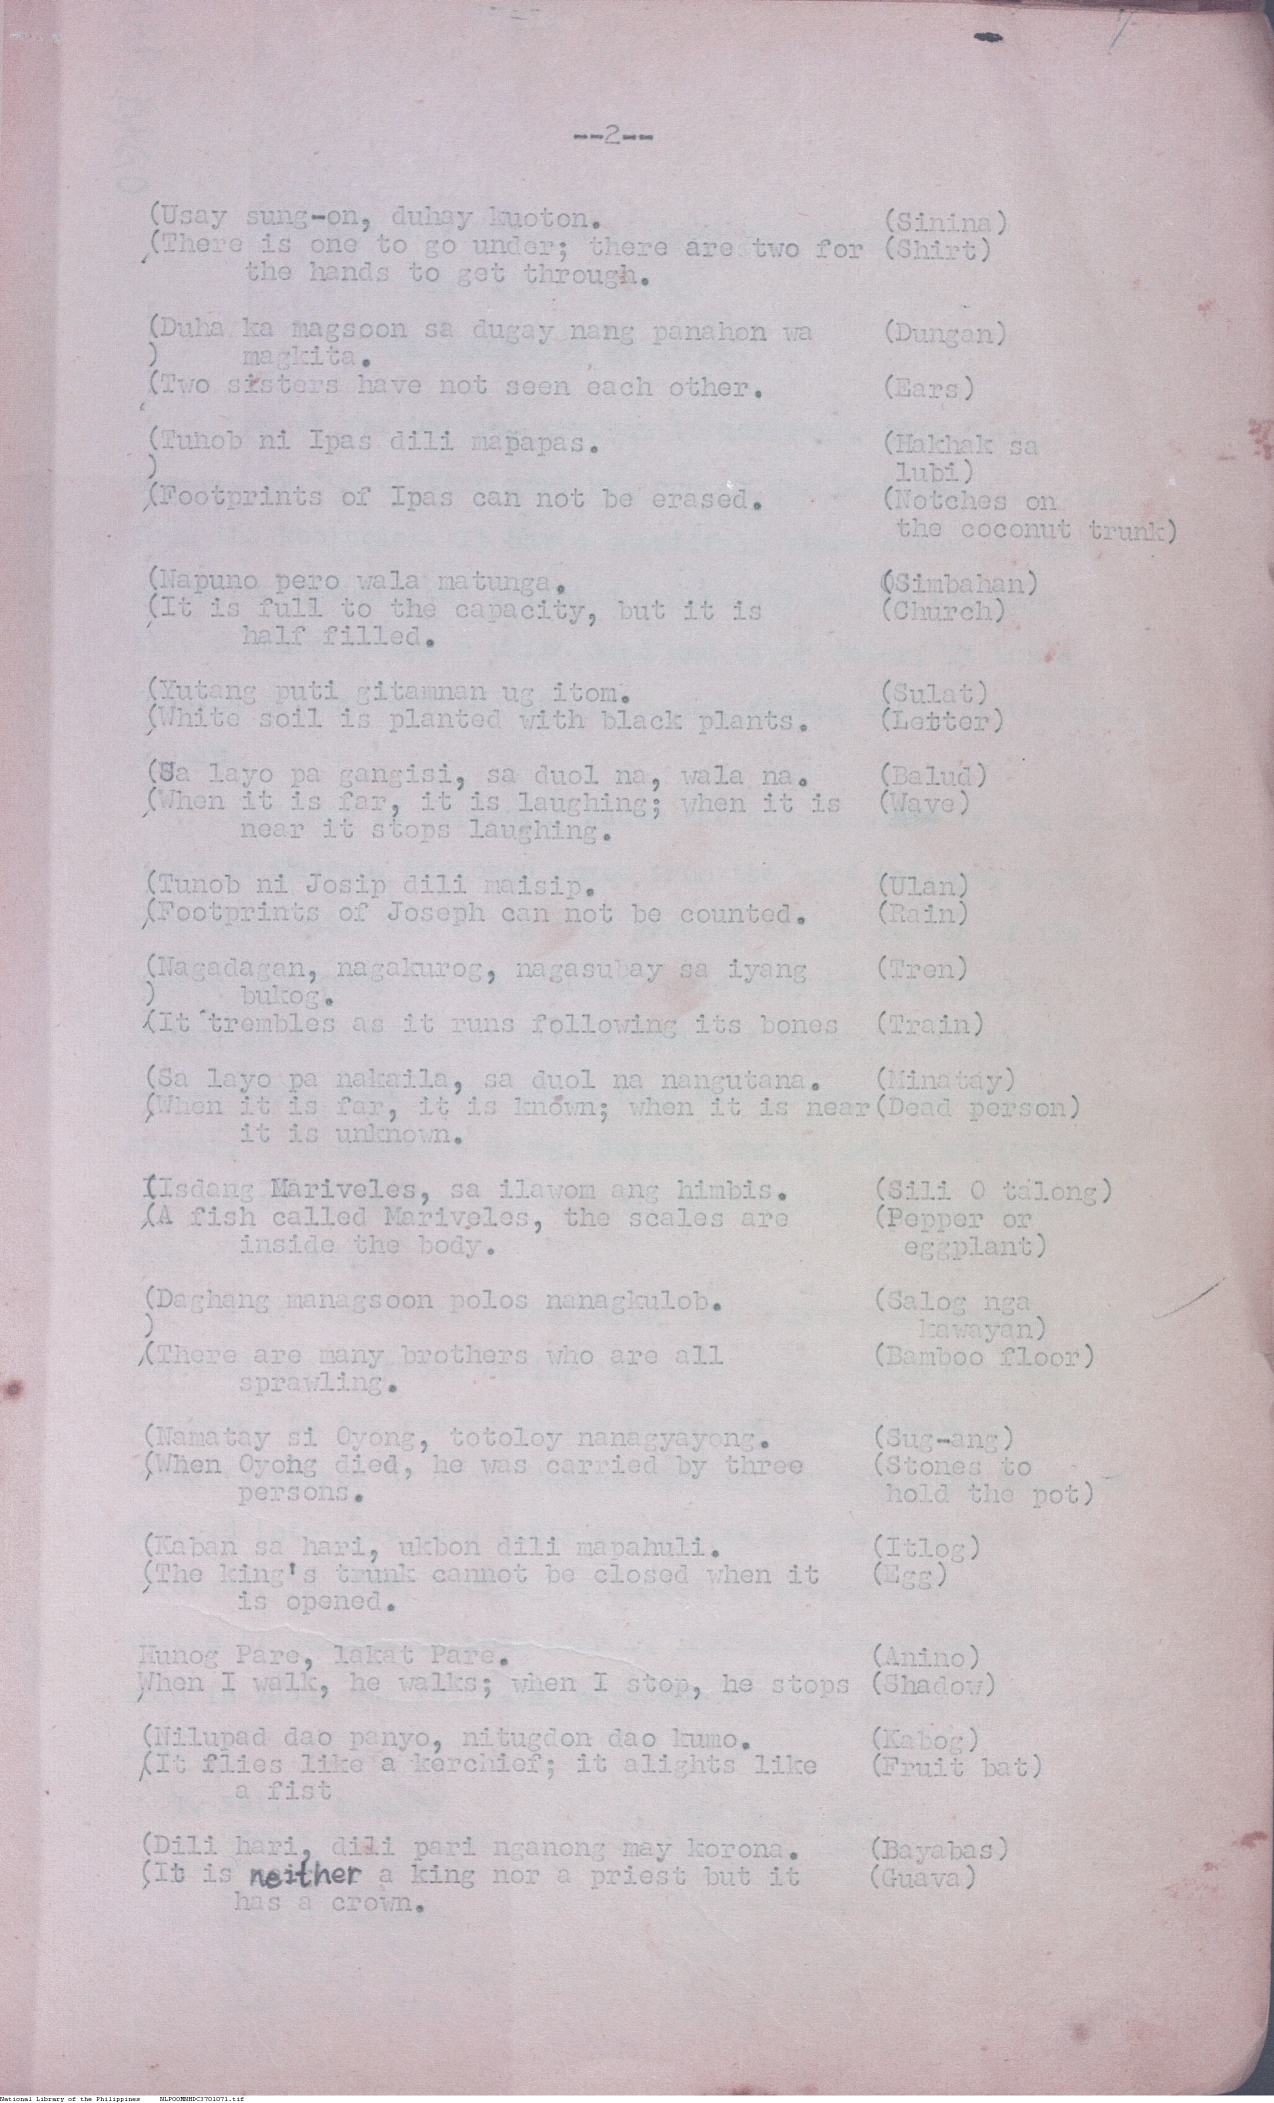 --2--
(Usay sung-on, duhay kuoton. (Sinina)
(There is one to go under; there are two for (Shirt)
the hands to get through.
(Duha ka magsoon sa dugay nang panahon wa (Dungan)
) magkita.
(Two sisters have not seen each other. (Ears)
(Tunob ni Ipas dili mapapas. (Hakhak sa
) lubi)
(Footprints of Ipas can not be erased. (Notches on
the coconut trunk)
(Napuno pero wala matunga. (Simbahan)
(It is full to the capacity, but it is (Church)
half filled.
(Yutang puti gitamnan ug itom. (Sulat)
(White soil is planted with black plants. (Letter)
(Sa layo pa gangisi, sa duol na, wala na. (Balud)
(When it is far, it is laughing; when it is (Wave)
near it stops laughing.
(Tunob ni Josip dili maisip. (Ulan)
(Footprints of Joseph can not be counted. (Rain)
(Nagadagan, nagakurog, nagasubay sa iyang (Tren)
) bukog.
(It trembles as it runs following its bones (Train)
(Sa layo pa nakaila, sa duol na nangutana. (Minatay)
(When it is far, it is known; when it is near (Dead person)
it is unknown.
(Isdang Mariveles, sa ilawom ang himbis. (Sili O talong)
(A fish called Mariveles, the scales are (Pepper or
inside the body. eggplant)
(Daghang managsoon polos nanagkulob. (Salog nga
) kawayan)
(There are many brothers who are all (Bamboo floor)
sprawling.
(Namatay si Oyong, totoloy nanagyayong. (Sug-ang)
(When Oyong died, he was carried by three (Stones to
persons. hold the pot)
(Kaban sa hari, ukbon dili mapahuli. (Itlog)
(The king's trunk cannot be closed when it (Egg)
is opened.
Hunog Pare, lakat Pare. (Anino)
When I walk, he walks; when I stop, he stops (Shadow)
(Nilupad dao panyo, nitugdon dao kumo. (Kabog)
(It flies like a kerchief; it alights like (Fruit bat)
a fist
(Dili hari, dili pari nganong may korona. (Bayabas)
(It is neither a king nor a priest but it (Guava)
has a crown.
National Library of the Philippines NLPOOMNHDC3701071.tif